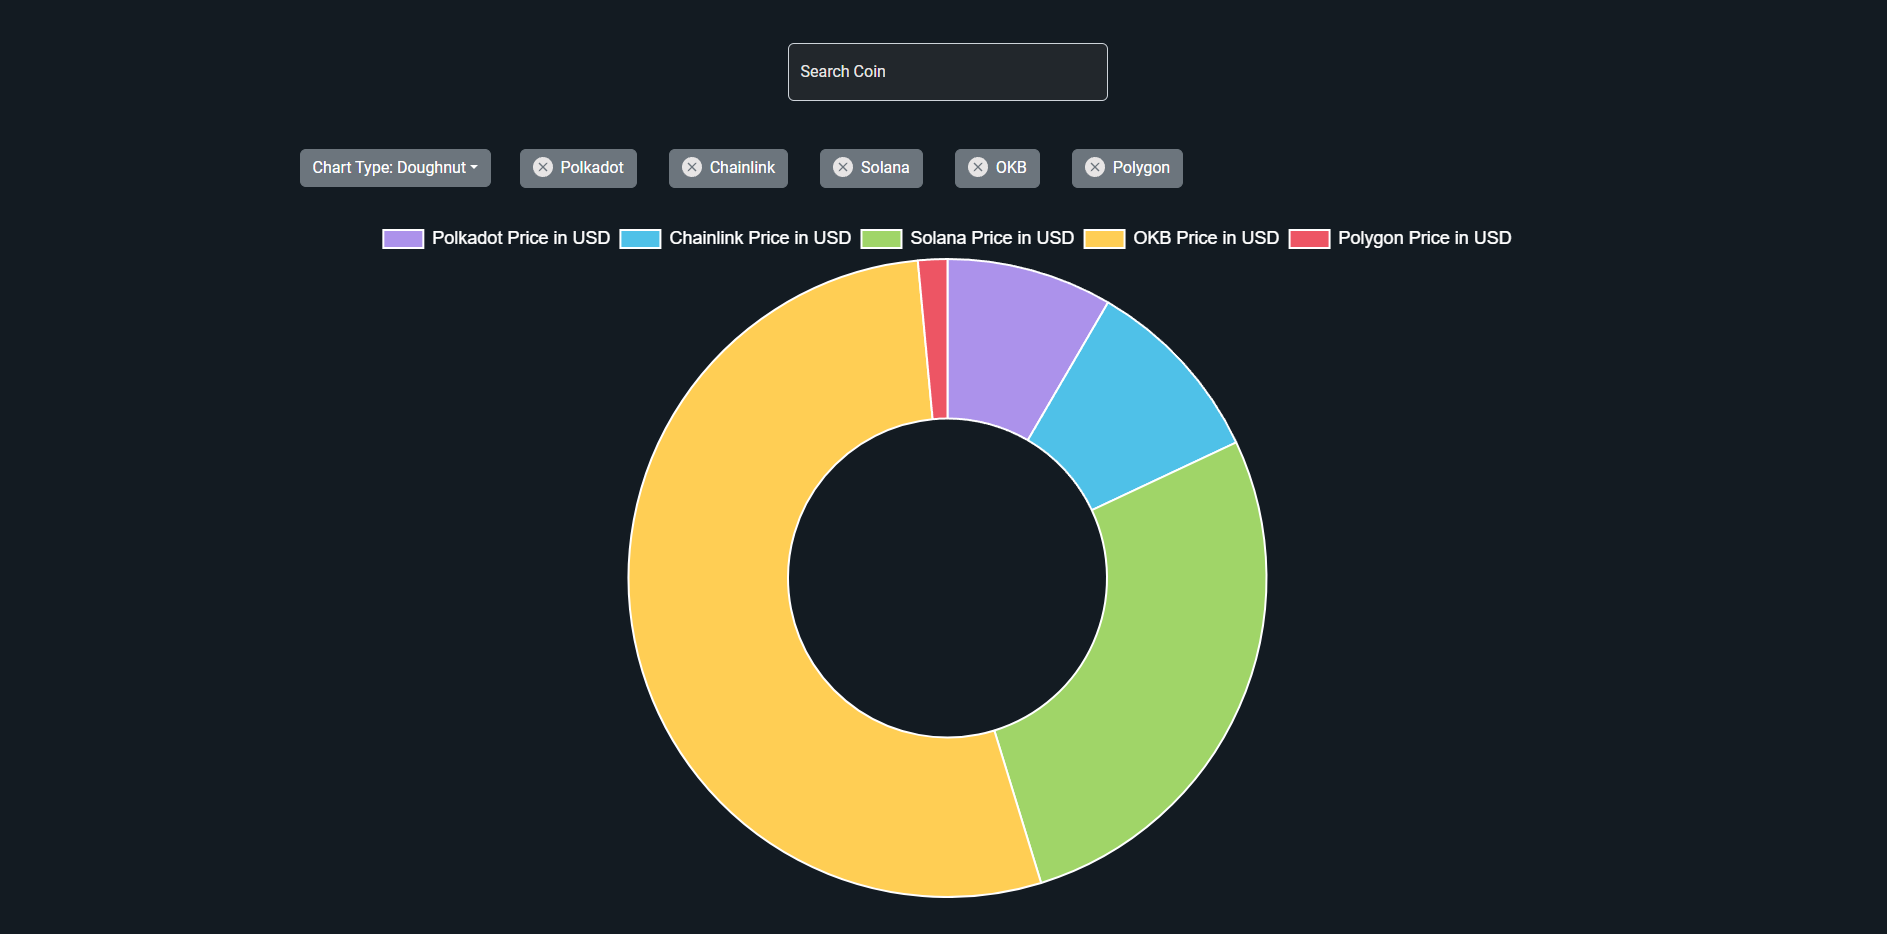 Search Coin
Chart Type: Doughnut Polkadot Chainlink Solana OKB Polygon
Polkadot Price in USD Chainlink Price in USD Solana Price in USD OKB Price in USD Polygon Price in USD